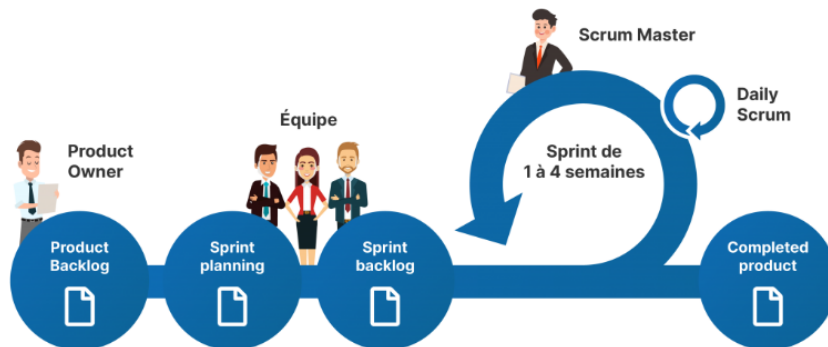 Scrum Master
Daily
Scrum
Équipe
Sprint de
1 à 4 semaines
Product
Owner
Product
Backlog
Sprint
planning
Sprint
backlog
Completed
product